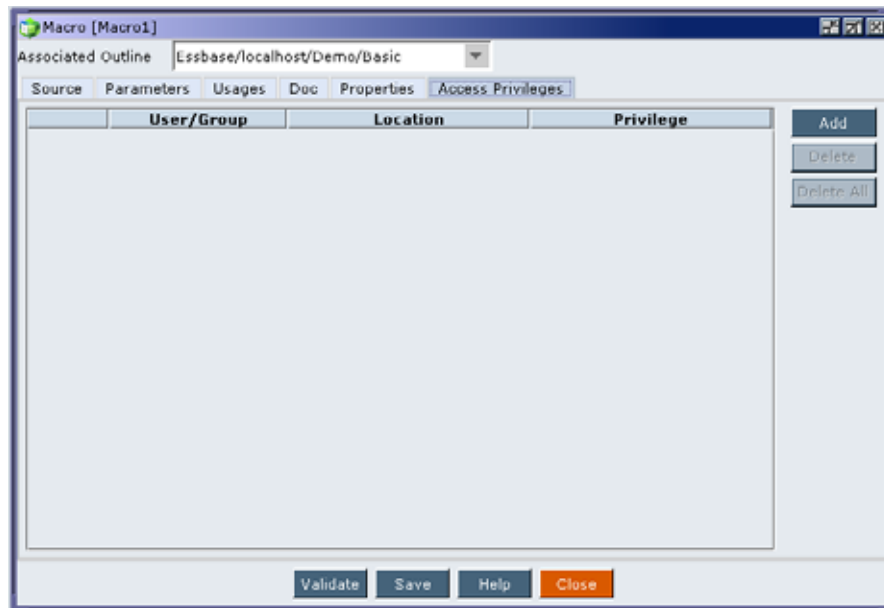 Macro [Macro1]
Associated Outline Essbase/localhost/Demo/Basic
Source Parameters Usages Doc Properties Access Privileges
User/Group Location Privilege
Add
Delete
Delete All
Validate Save Help Close